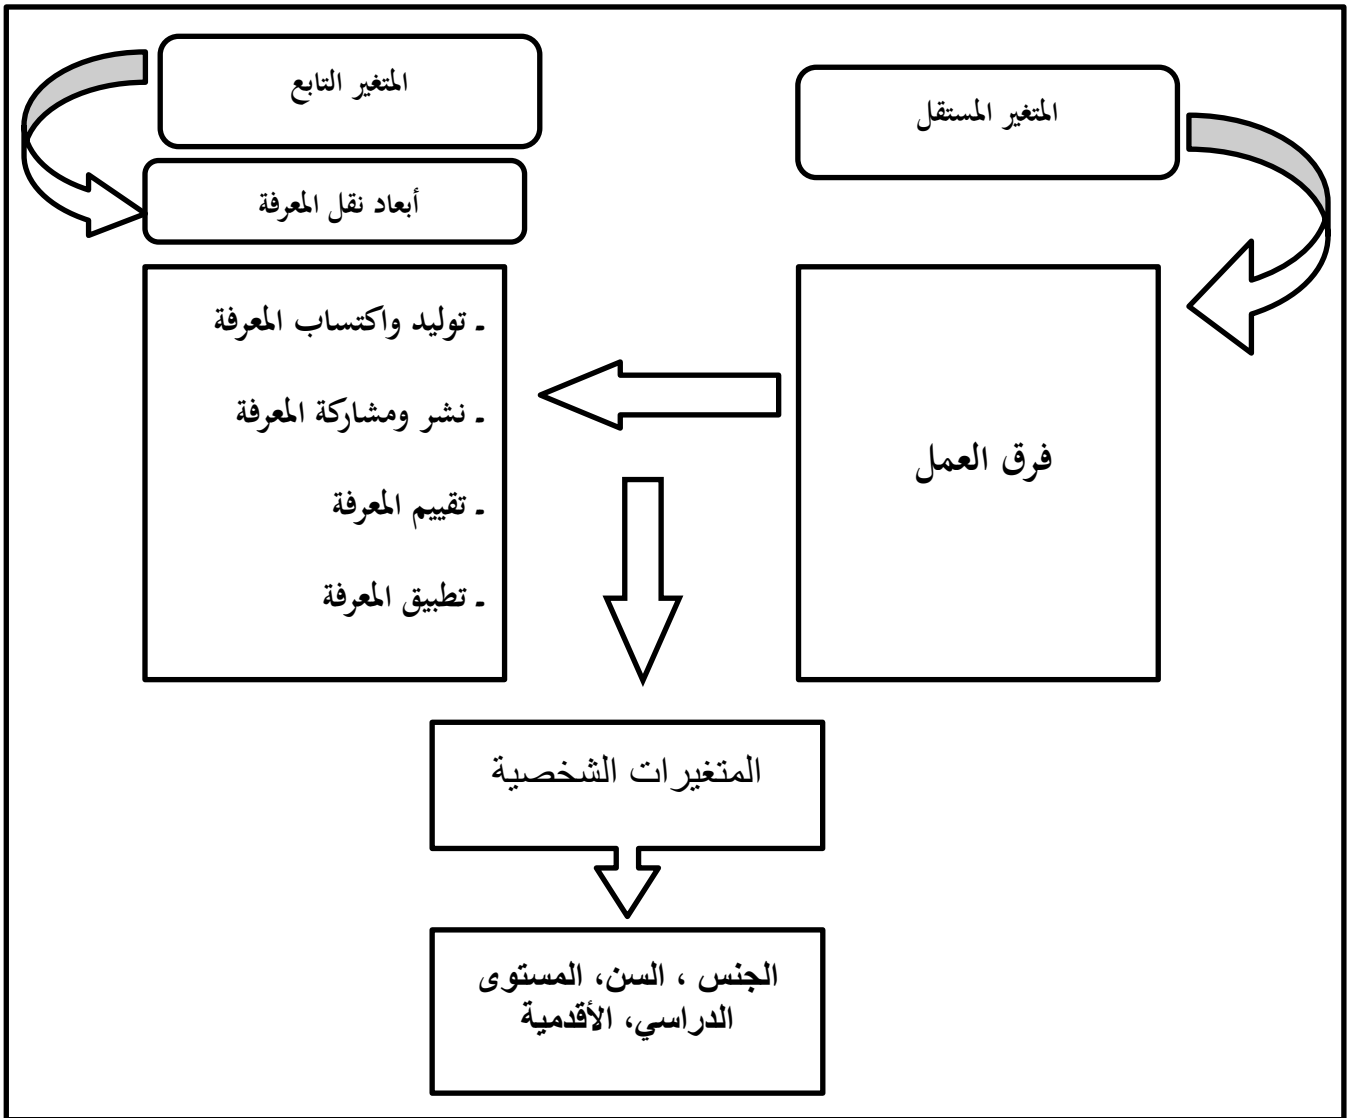 المتغير المستقل
المتغير التابع
أبعاد نقل المعرفة
فرق العمل
ـ توليد واكتساب المعرفة
ـ نشر ومشاركة المعرفة
ـ تقييم المعرفة
ـ تطبيق المعرفة
المتغيرات الشخصية
الجنس ، السن، المستوى
الدراسي، الأقدمية